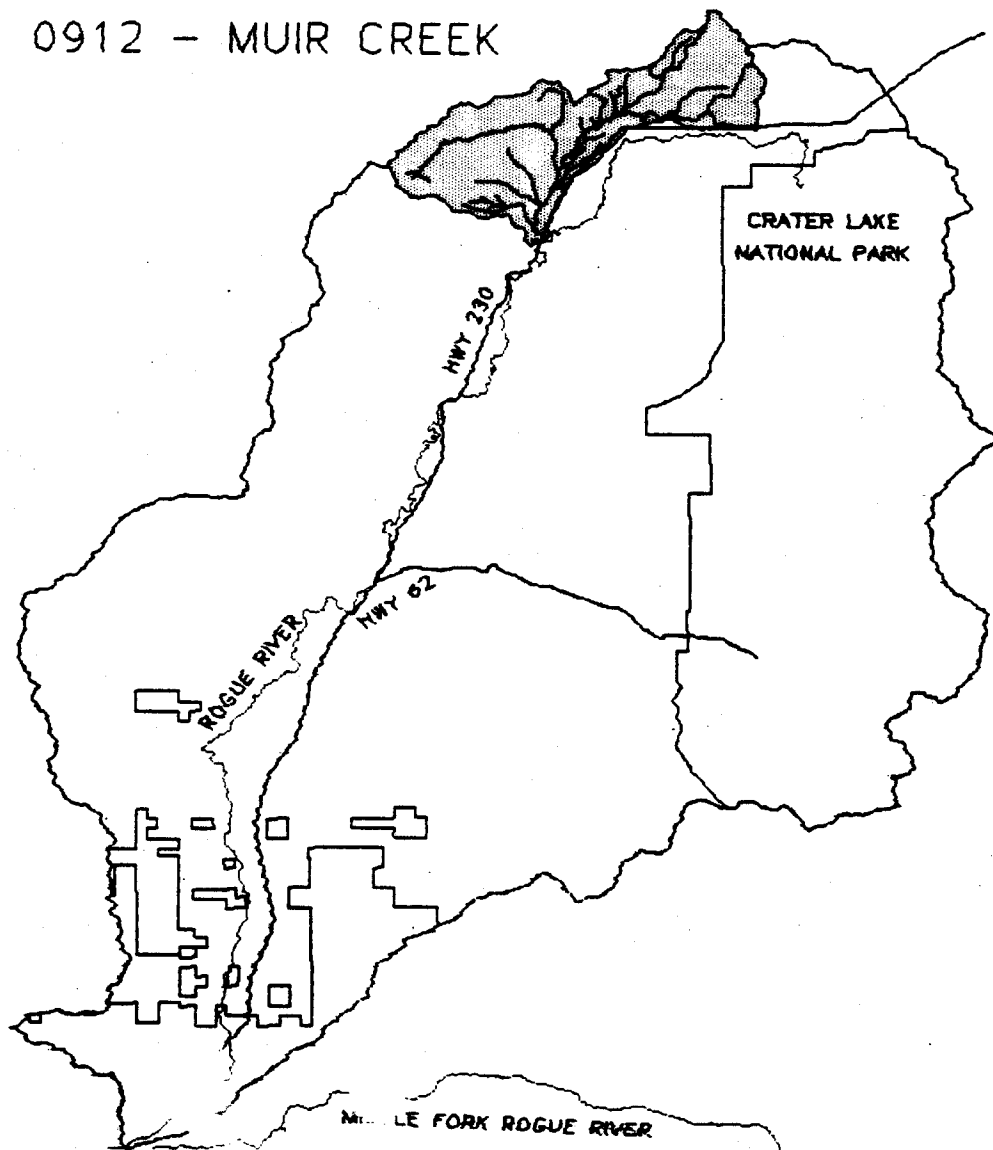 0912 – MUIR CREEK
CRATER LAKE
NATIONAL PARK
HWY 230
HWY 62
ROGUE RIVER
LE FORK ROGUE RIVER